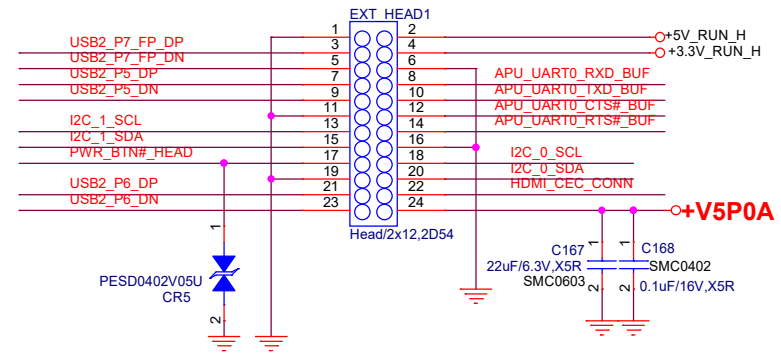 EXT_HEAD1
1 2 +5V_RUN_H
USB2_P7_FP_DP 3 4 +3.3V_RUN_H
USB2_P7_FP_DN 5 6
USB2_P5_DP 7 8 APU_UART0_RXD_BUF
USB2_P5_DN 9 10 APU_UART0_TXD_BUF
11 12 APU_UART0_CTS#_BUF
I2C_1_SCL 13 14 APU_UART0_RTS#_BUF
I2C_1_SDA 15 16
PWR_BTN#_HEAD 17 18 I2C_0_SCL
19 20 I2C_0_SDA
USB2_P6_DP 21 22 HDMI_CEC_CONN
USB2_P6_DN 23 24 +V5P0A
Head/2x12,2D54
1
PESD0402V05U
CR5
2
C167 1 1 C168
22uF/6.3V,X5R SMC0402
SMC0603 2 2 0.1uF/16V,X5R